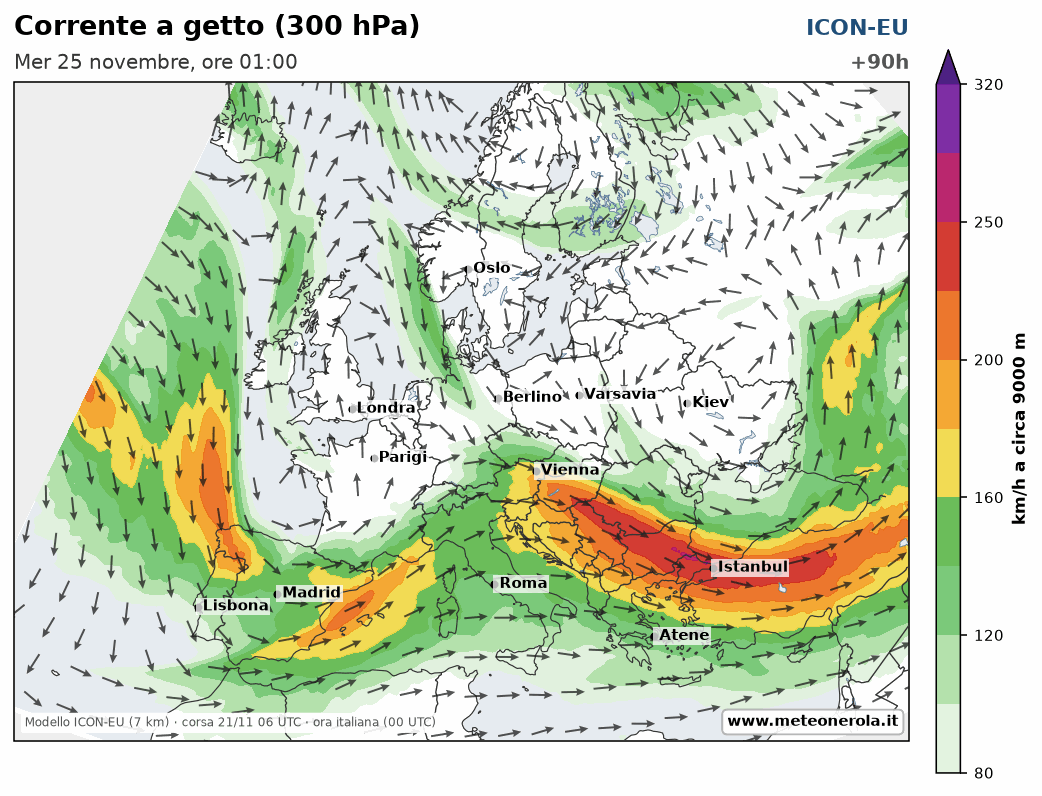 Corrente a getto (300 hPa)
ICON-EU
Mer 25 novembre, ore 01:00
+90h
320
250
200
160
120
80
km/h a circa 9000 m
Oslo
Londra
Berlino
Varsavia
Kiev
Parigi
Vienna
Istanbul
Roma
Madrid
Lisbona
Atene
Modello ICON-EU (7 km) · corsa 21/11 06 UTC · ora italiana (00 UTC)
www.meteonerola.it